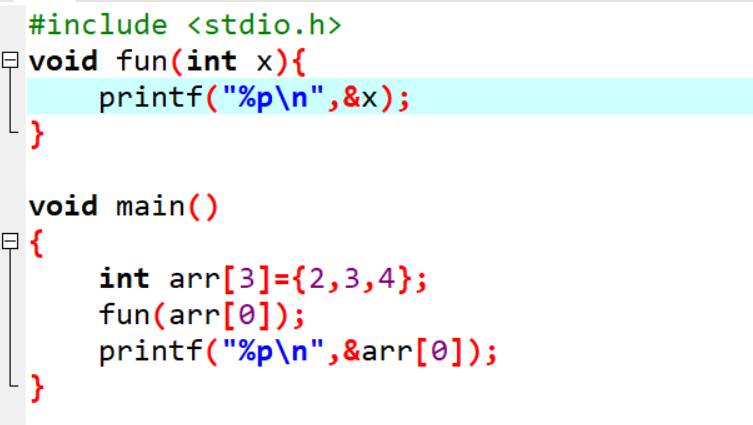 #include <stdio.h>
void fun(int x){
    printf("%p\n",&x);
}

void main()
{
    int arr[3]={2,3,4};
    fun(arr[0]);
    printf("%p\n",&arr[0]);
}